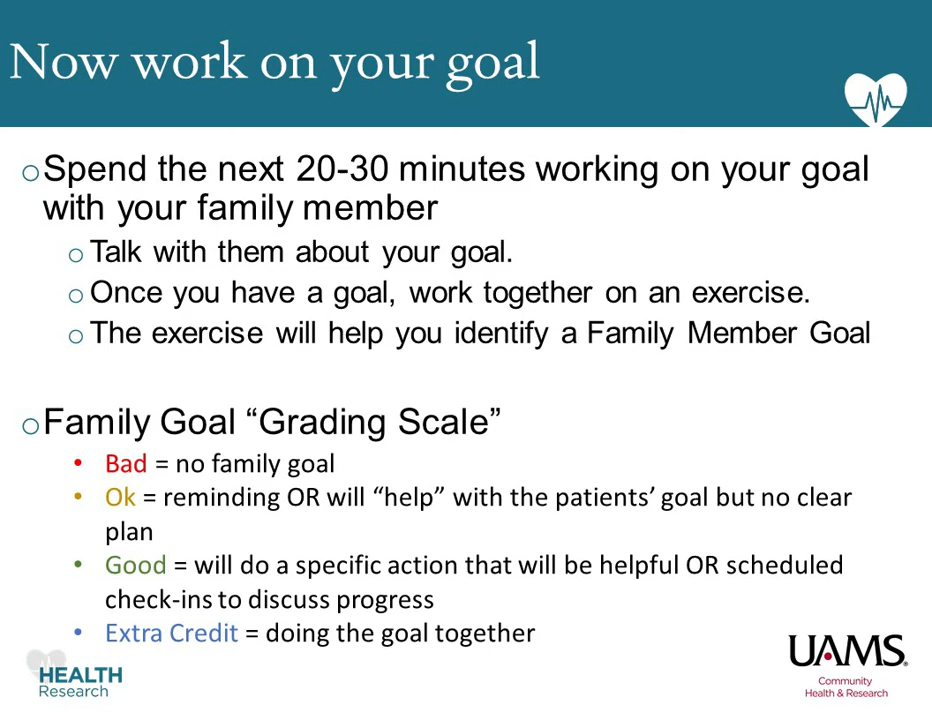 Now work on your goal
Spend the next 20-30 minutes working on your goal
with your family member
Talk with them about your goal.
Once you have a goal, work together on an exercise.
The exercise will help you identify a Family Member Goal
Family Goal “Grading Scale”
• Bad = no family goal
• Ok = reminding OR will “help” with the patients’ goal but no clear
plan
• Good = will do a specific action that will be helpful OR scheduled
check-ins to discuss progress
• Extra Credit = doing the goal together
HEALTH
Research
UAMS®
Community
Health & Research